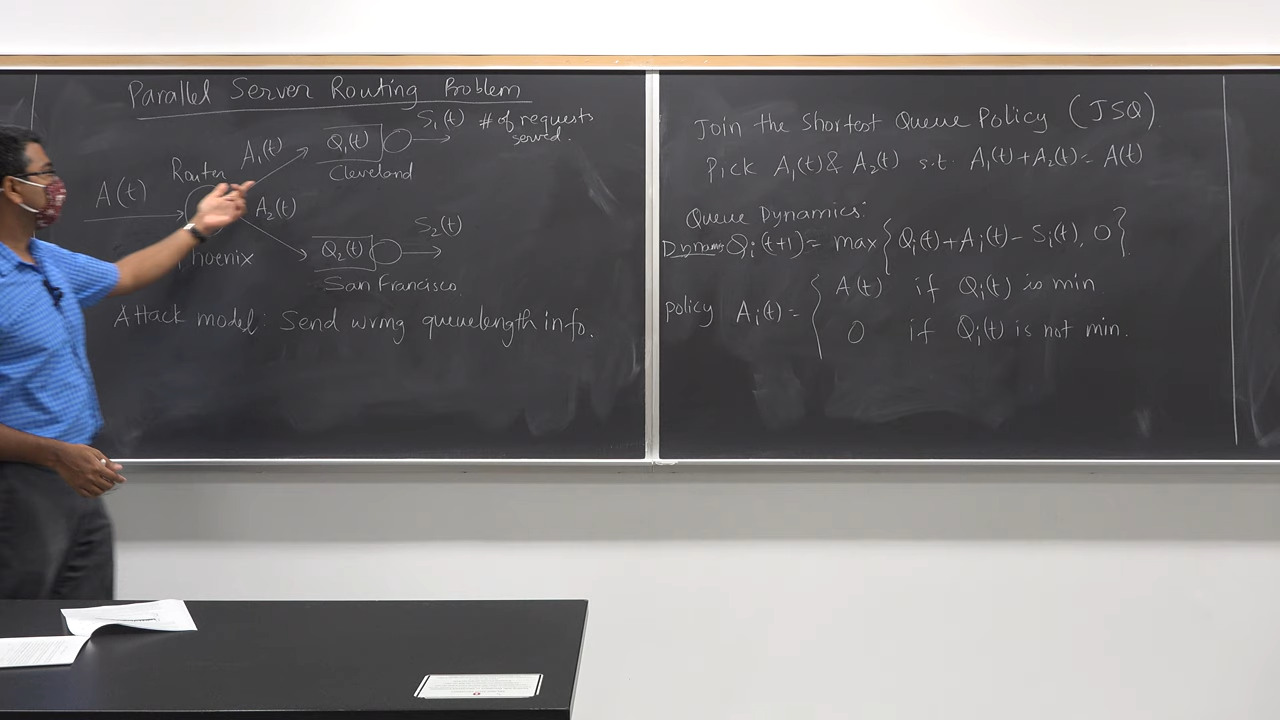 Parallel Server Routing Problem
S₁(t) # of requests
served.
A₁(t)
Q₁(t)
Router
Cleveland
A(t)
A₂(t)
S₂(t)
Q₂(t)
hoenix
San Francisco
Attack model: Send wrong queuelength info.
Join the Shortest Queue Policy (JSQ)
Pick A₁(t) & A₂(t) s.t. A₁(t)+A₂(t)=A(t)
Queue Dynamics:
Qᵢ(t+1)= max{Qᵢ(t)+Aᵢ(t)-Sᵢ(t), 0}
policy Aᵢ(t)= { A(t) if Qᵢ(t) is min.
0 if Qᵢ(t) is not min.